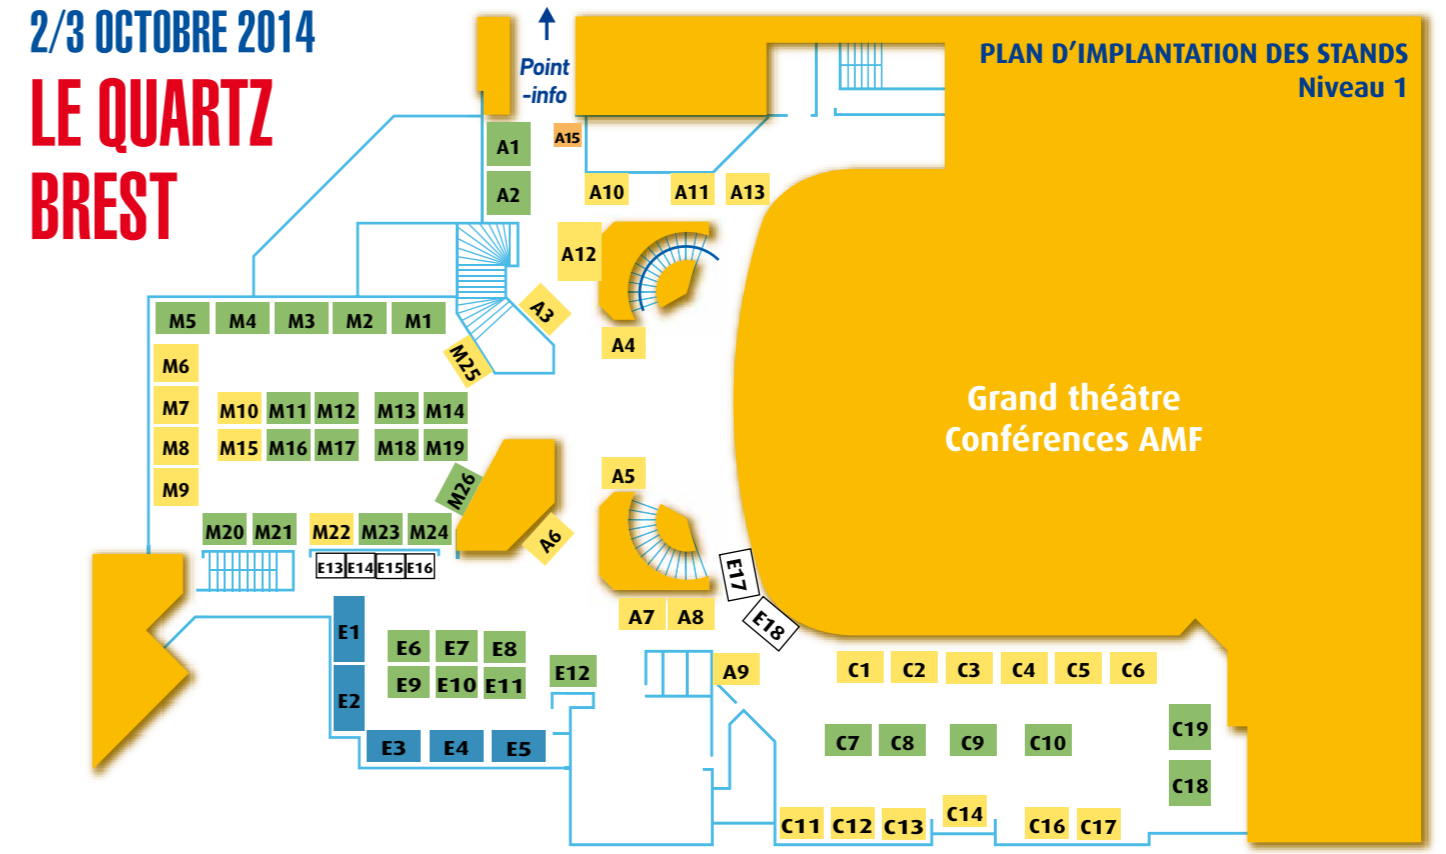 2/3 OCTOBRE 2014
LE QUARTZ
BREST
Point
-info
PLAN D’IMPLANTATION DES STANDS
Niveau 1
A1
A15
A2
A10 A11 A13
A12
A3
M5 M4 M3 M2 M1
A4
M25
M6
M7
M8
M9
M10 M11 M12 M13 M14
M15 M16 M17 M18 M19
Grand théâtre
Conférences AMF
A5
M26
A6
M20 M21 M22 M23 M24
E13 E14 E15 E16
E17
E18
A7 A8
E1
E2
E6 E7 E8
E9 E10 E11
E12
A9
E3 E4 E5
C1 C2 C3 C4 C5 C6
C7 C8 C9 C10
C19
C18
C11 C12 C13 C14 C16 C17